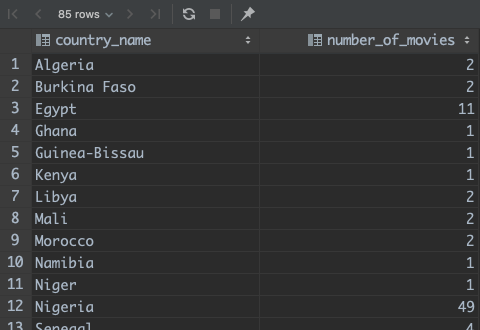 85 rows
country_name number_of_movies
1 Algeria 2
2 Burkina Faso 2
3 Egypt 11
4 Ghana 1
5 Guinea-Bissau 1
6 Kenya 1
7 Libya 2
8 Mali 2
9 Morocco 2
10 Namibia 1
11 Niger 1
12 Nigeria 49
13 Senegal 4